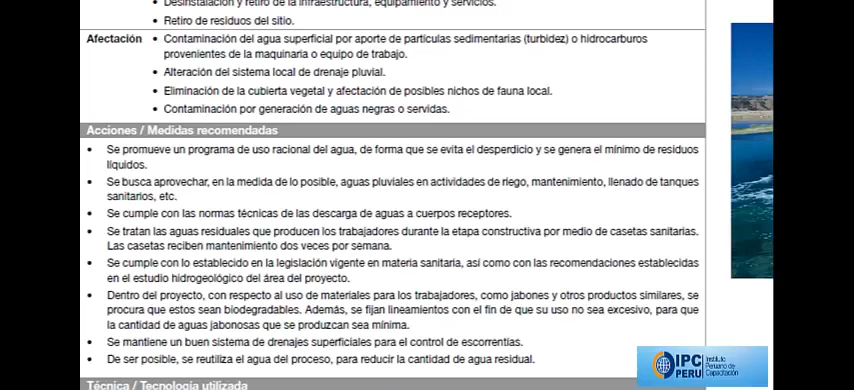 Desinstalación y retiro de la infraestructura, equipamiento y servicios.
• Retiro de residuos del sitio.
Afectación • Contaminación del agua superficial por aporte de partículas sedimentarias (turbidez) o hidrocarburos
provenientes de la maquinaria o equipo de trabajo.
• Alteración del sistema local de drenaje pluvial.
• Eliminación de la cubierta vegetal y afectación de posibles nichos de fauna local.
• Contaminación por generación de aguas negras o servidas.
Acciones / Medidas recomendadas
• Se promueve un programa de uso racional del agua, de forma que se evita el desperdicio y se genera el mínimo de residuos
líquidos.
• Se busca aprovechar, en la medida de lo posible, aguas pluviales en actividades de riego, mantenimiento, llenado de tanques
sanitarios, etc.
• Se cumple con las normas técnicas de las descarga de aguas a cuerpos receptores.
• Se tratan las aguas residuales que producen los trabajadores durante la etapa constructiva por medio de casetas sanitarias.
Las casetas reciben mantenimiento dos veces por semana.
• Se cumple con lo establecido en la legislación vigente en materia sanitaria, así como con las recomendaciones establecidas
en el estudio hidrogeológico del área del proyecto.
• Dentro del proyecto, con respecto al uso de materiales para los trabajadores, como jabones y otros productos similares, se
procura que estos sean biodegradables. Además, se fijan lineamientos con el fin de que su uso no sea excesivo, para que
la cantidad de aguas jabonosas que se produzcan sea mínima.
• Se mantiene un buen sistema de drenajes superficiales para el control de escorrentías.
• De ser posible, se reutiliza el agua del proceso, para reducir la cantidad de agua residual.
Técnica / Tecnología utilizada
IPC PERU
Instituto
Peruano de
Capacitación